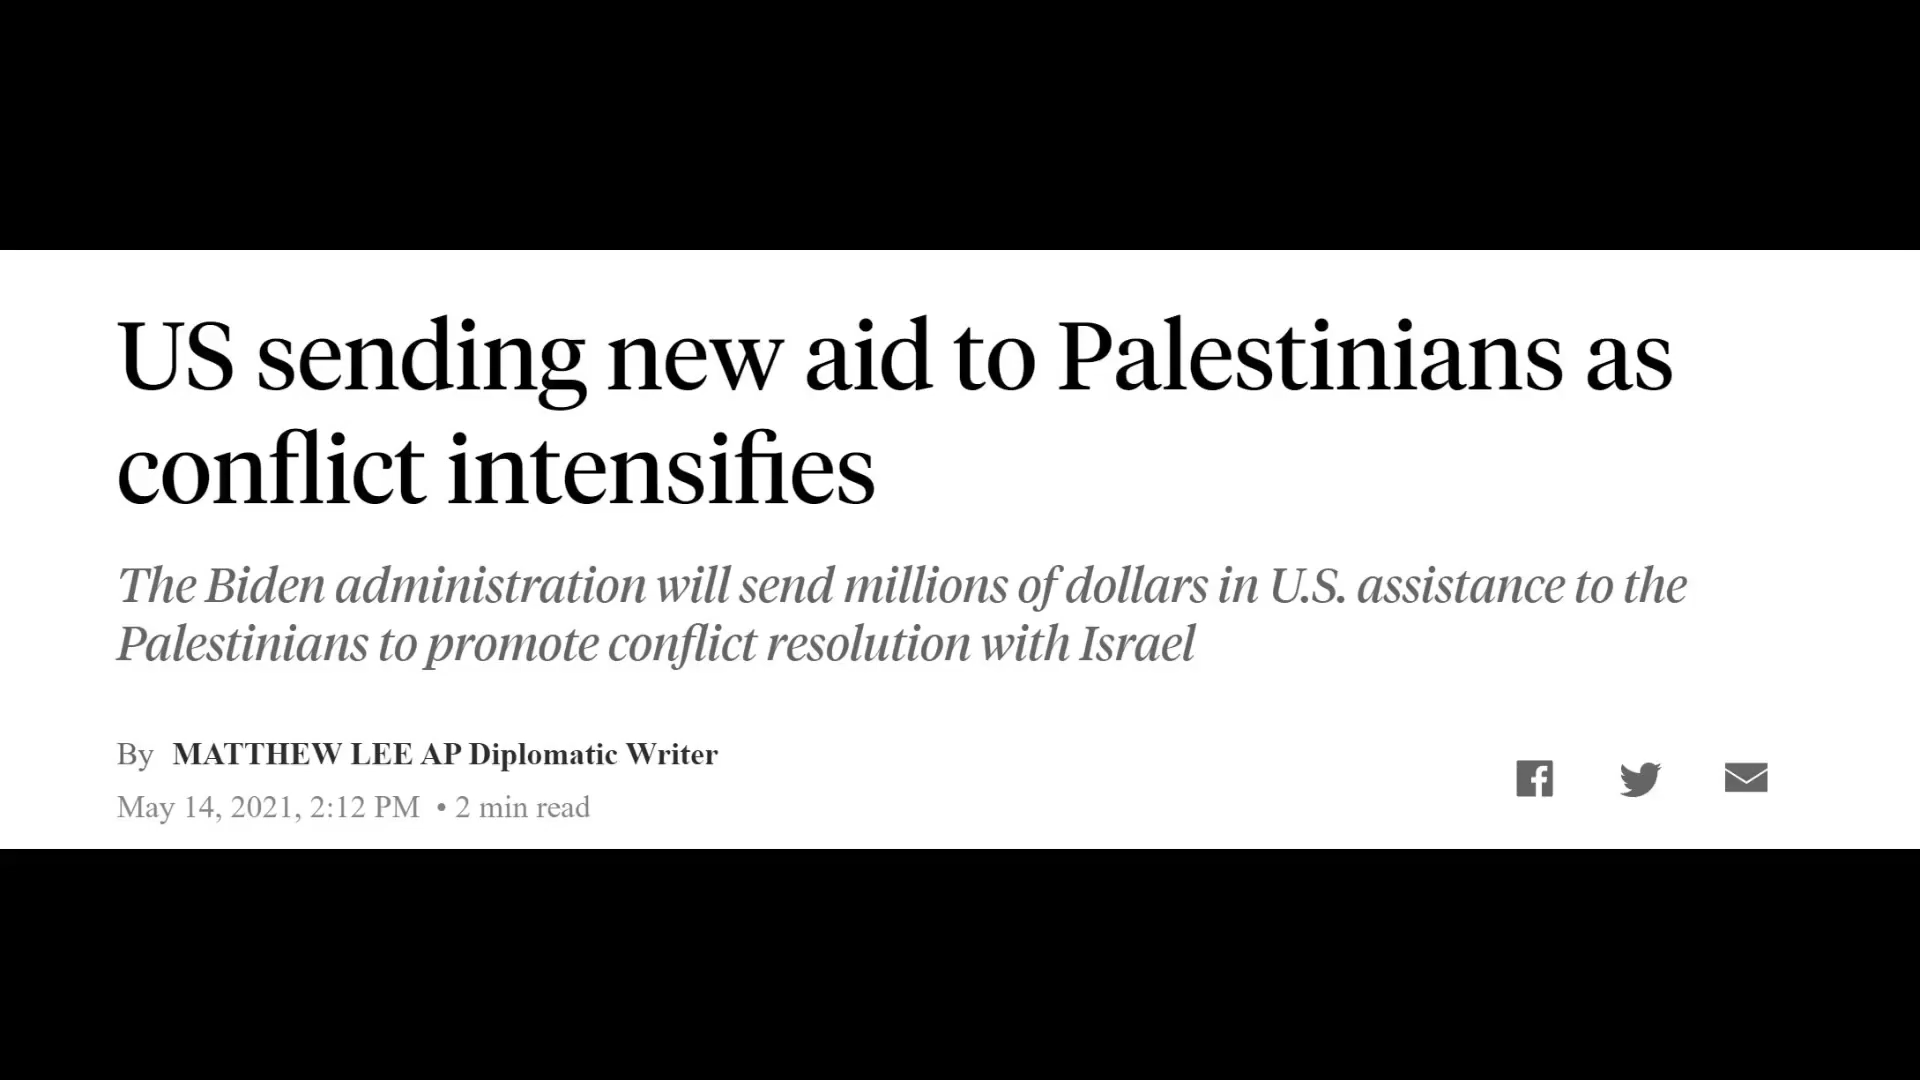 US sending new aid to Palestinians as
conflict intensifies
The Biden administration will send millions of dollars in U.S. assistance to the
Palestinians to promote conflict resolution with Israel
By MATTHEW LEE AP Diplomatic Writer
May 14, 2021, 2:12 PM • 2 min read